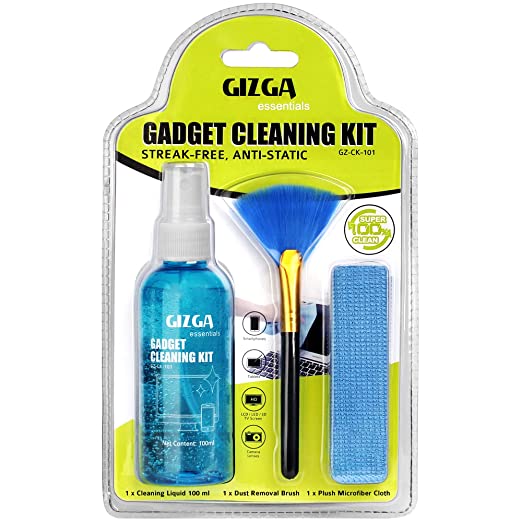 GIZGA
essentials
GADGET CLEANING KIT
STREAK-FREE, ANTI-STATIC
GZ-CK-101
SUPER
100%
CLEAN
GIZGA
essentials
GADGET
CLEANING KIT
GZ-CK-101
Net Content: 100ml
Smartphones
Tablets
HD
LCD / LED / 3D
TV Screen
Camera
Lenses
1 x Cleaning Liquid 100 ml
1 x Dust Removal Brush
1 x Plush Microfiber Cloth